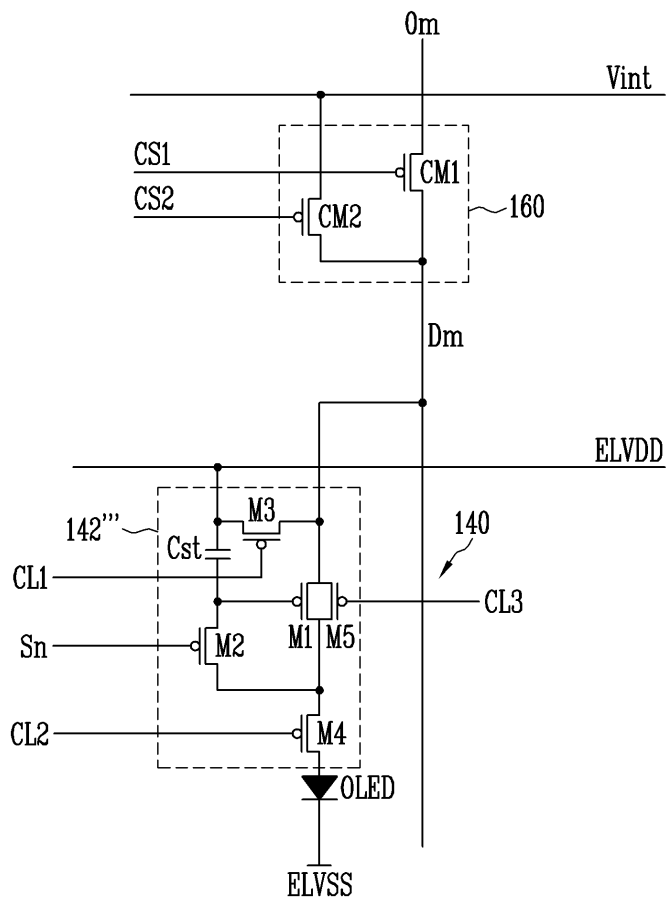 0m
Vint
CS1
CM1
CS2
CM2
160
Dm
ELVDD
M3
142'''
140
Cst
CL1
CL3
M1
M5
Sn
M2
CL2
M4
OLED
ELVSS